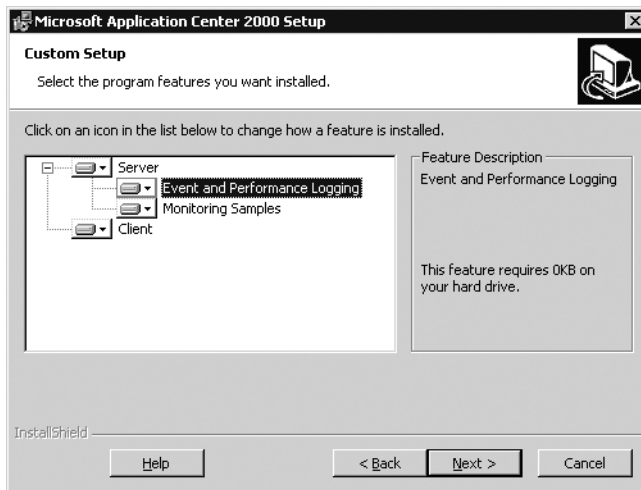 Microsoft Application Center 2000 Setup
Custom Setup
Select the program features you want installed.
Click on an icon in the list below to change how a feature is installed.
Server
Event and Performance Logging
Monitoring Samples
Client
Feature Description
Event and Performance Logging
This feature requires 0KB on
your hard drive.
InstallShield
Help
< Back
Next >
Cancel